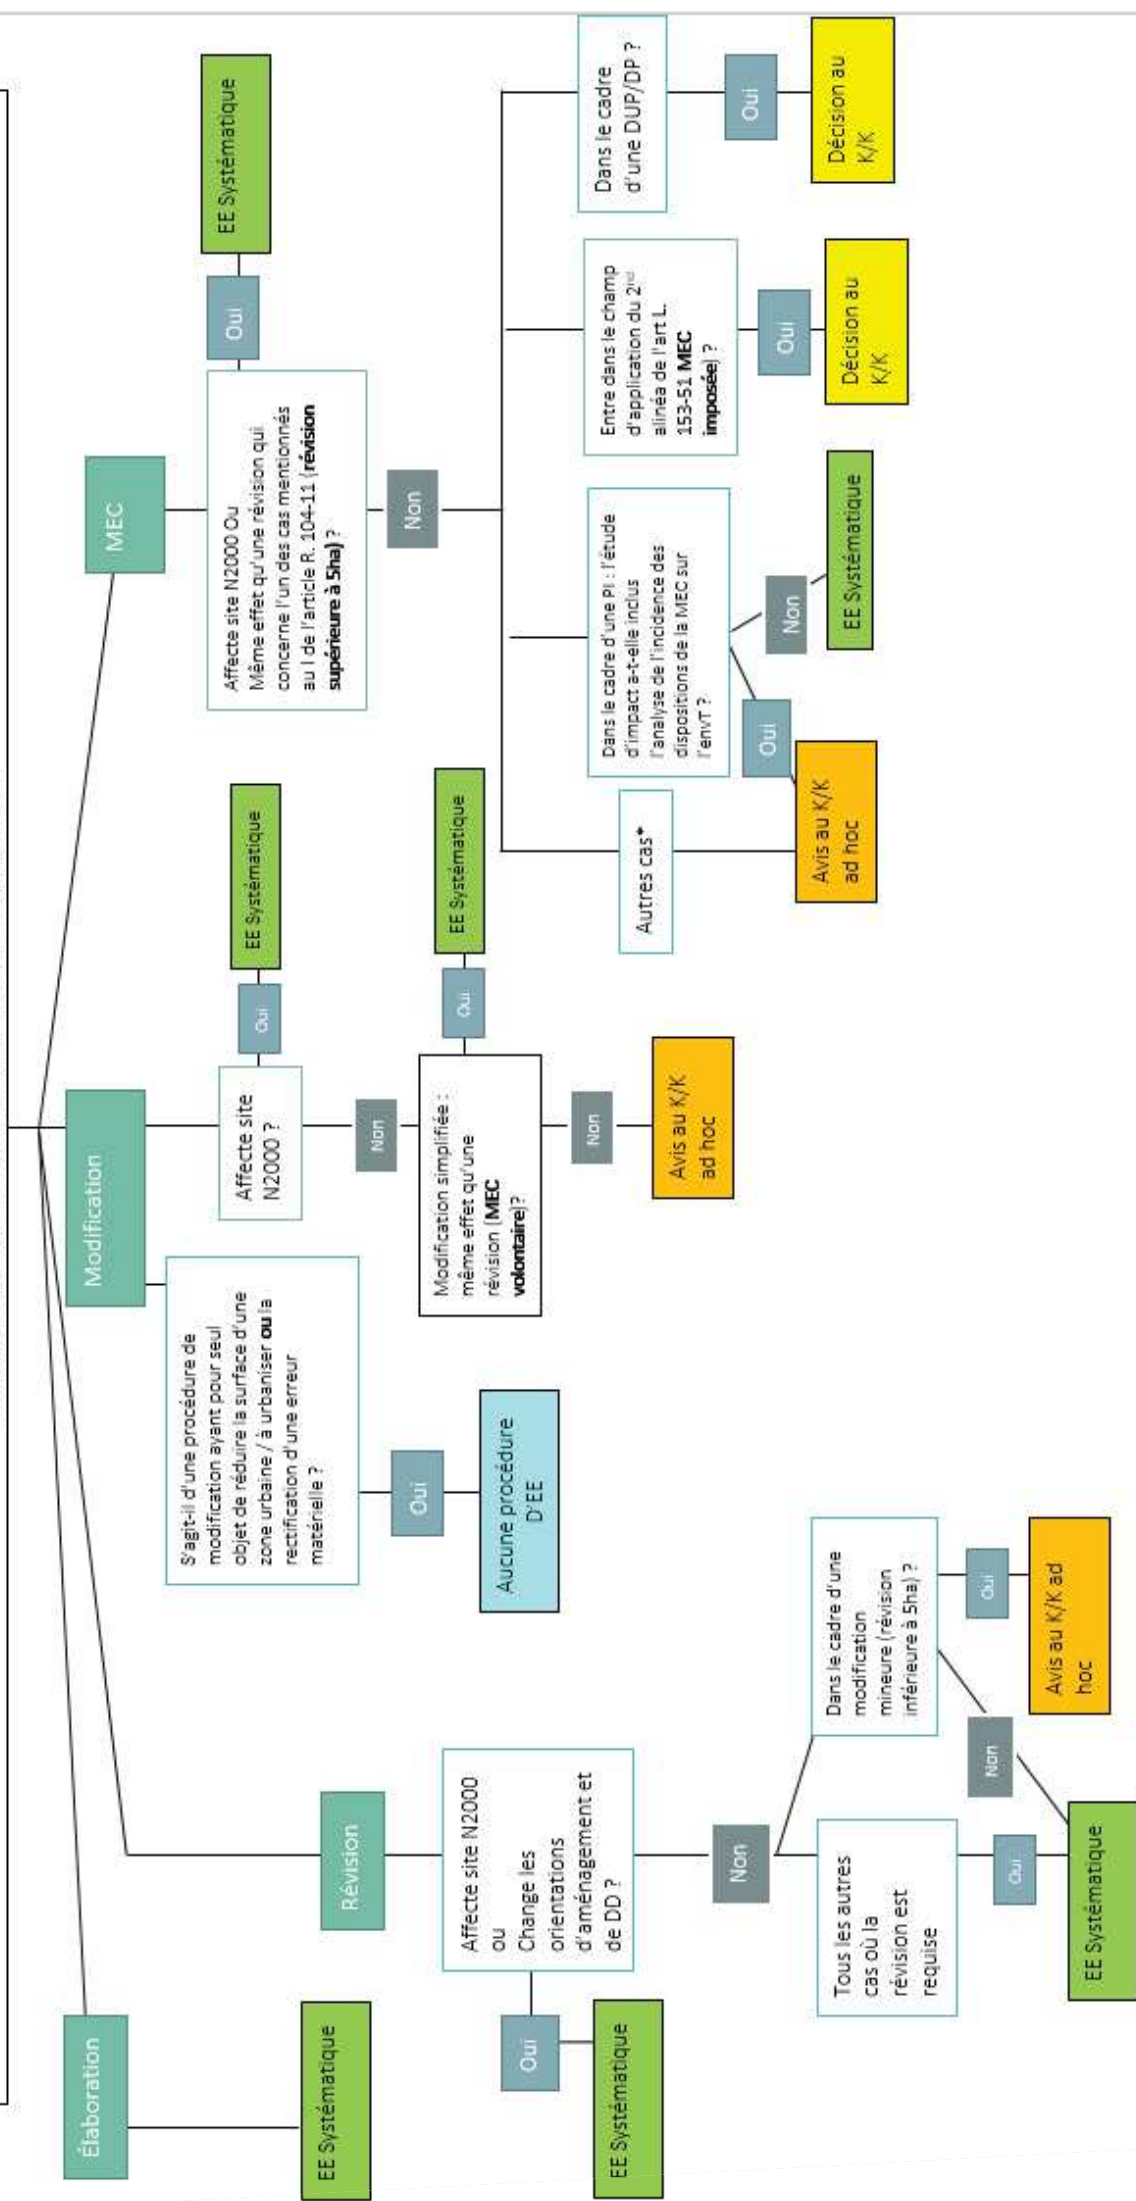 Élaboration
EE Systématique
Révision
Affecte site N2000
ou
Change les
orientations
d'aménagement et
de DD ?
Oui
EE Systématique
Non
Tous les autres
cas où la
révision est
requise
Oui
EE Systématique
Dans le cadre d'une
modification
mineure (révision
inférieure à 5ha) ?
Non
Oui
Avis au K/K ad
hoc
Modification
S'agit-il d'une procédure de
modification ayant pour seul
objet de réduire la surface d'une
zone urbaine / à urbaniser ou la
rectification d'une erreur
matérielle ?
Oui
Aucune procédure
D'EE
Affecte site
N2000 ?
Oui
EE Systématique
Non
Modification simplifiée :
même effet qu'une
révision (MEC
volontaire)?
Oui
EE Systématique
Non
Avis au K/K
ad hoc
MEC
Affecte site N2000 Ou
Même effet qu'une révision qui
concerne l'un des cas mentionnés
au I de l'article R. 104-11 (révision
supérieure à 5ha) ?
Oui
EE Systématique
Non
Autres cas*
Avis au K/K
ad hoc
Dans le cadre d'une PI : l'étude
d'impact a-t-elle inclus
l'analyse de l'incidence des
dispositions de la MEC sur
l'envT ?
Oui
Non
EE Systématique
Entre dans le champ
d'application du 2nd
alinéa de l'art L.
153-51 MEC
imposée) ?
Oui
Décision au
K/K
Dans le cadre
d'une DUP/DP ?
Oui
Décision au
K/K